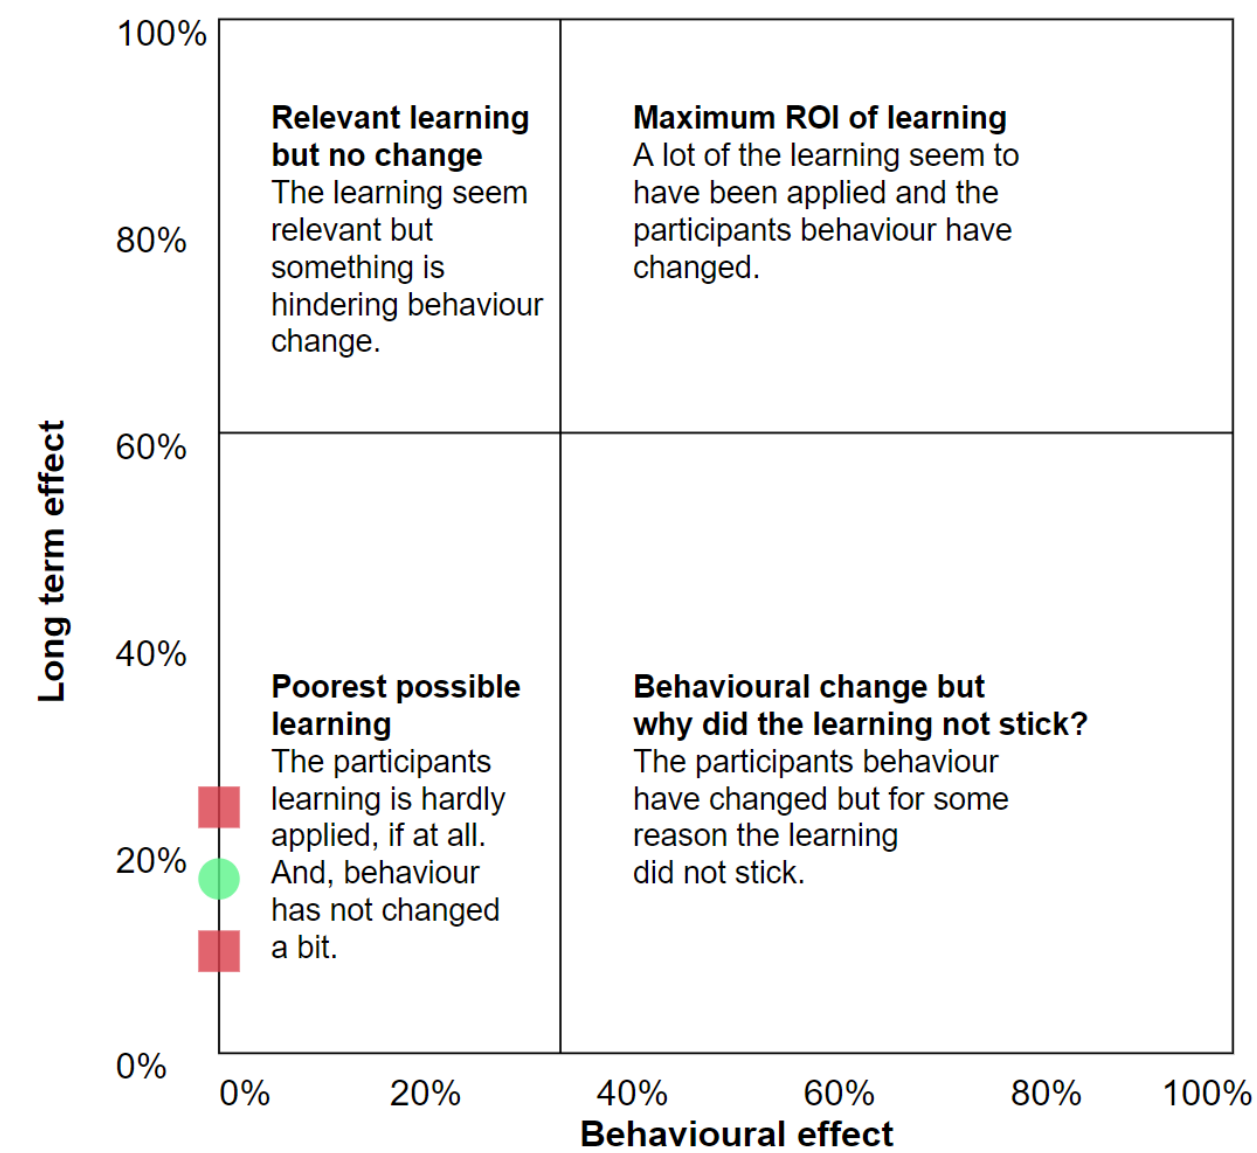 100%
Relevant learning
but no change
The learning seem
relevant but
something is
hindering behaviour
change.
Maximum ROI of learning
A lot of the learning seem to
have been applied and the
participants behaviour have
changed.
80%
60%
Long term effect
40%
Poorest possible
learning
The participants
learning is hardly
applied, if at all.
And, behaviour
has not changed
a bit.
Behavioural change but
why did the learning not stick?
The participants behaviour
have changed but for some
reason the learning
did not stick.
20%
0%
0% 20% 40% 60% 80% 100%
Behavioural effect